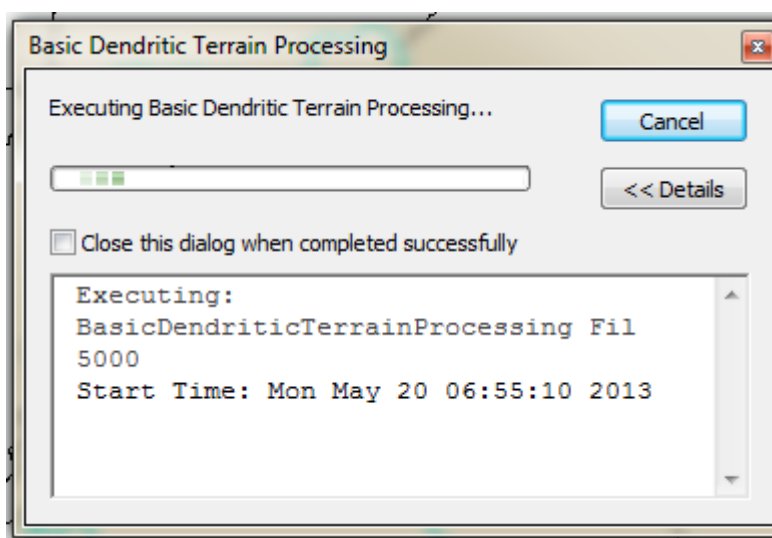 Basic Dendritic Terrain Processing
Executing Basic Dendritic Terrain Processing...
Cancel
<< Details
Close this dialog when completed successfully
Executing:
BasicDendriticTerrainProcessing Fil
5000
Start Time: Mon May 20 06:55:10 2013